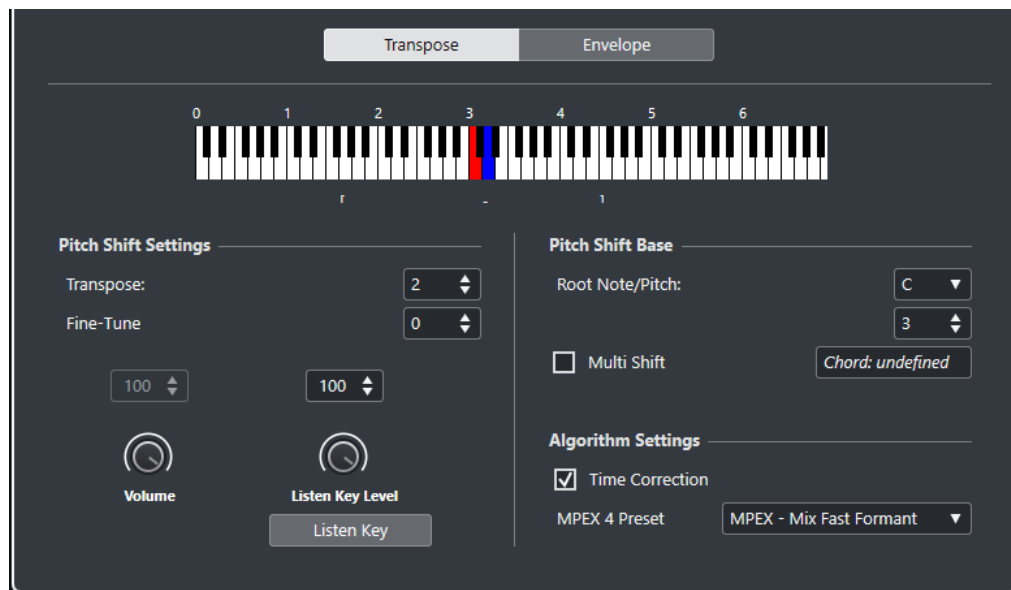 Transpose Envelope
0 1 2 3 4 5 6
Pitch Shift Settings
Transpose: 2
Fine-Tune 0
100 100
Volume Listen Key Level
Listen Key
Pitch Shift Base
Root Note/Pitch: C
3
Multi Shift Chord: undefined
Algorithm Settings
Time Correction
MPEX 4 Preset MPEX - Mix Fast Formant